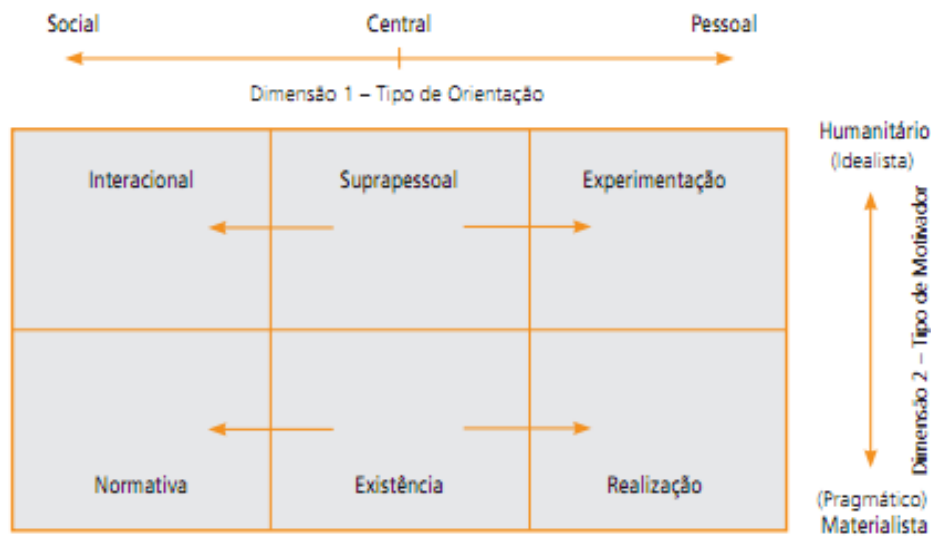 Social Central Pessoal
Dimensão 1 – Tipo de Orientação
Humanitário
(Idealista)
Interacional Suprapessoal Experimentação
Dimensão 2 – Tipo de Motivador
Normativa Existência Realização
(Pragmático)
Materialista